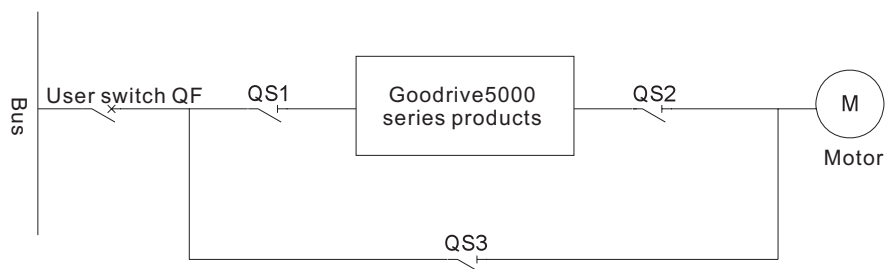 Bus
User switch QF
QS1
Goodrive5000
series products
QS2
M
Motor
QS3